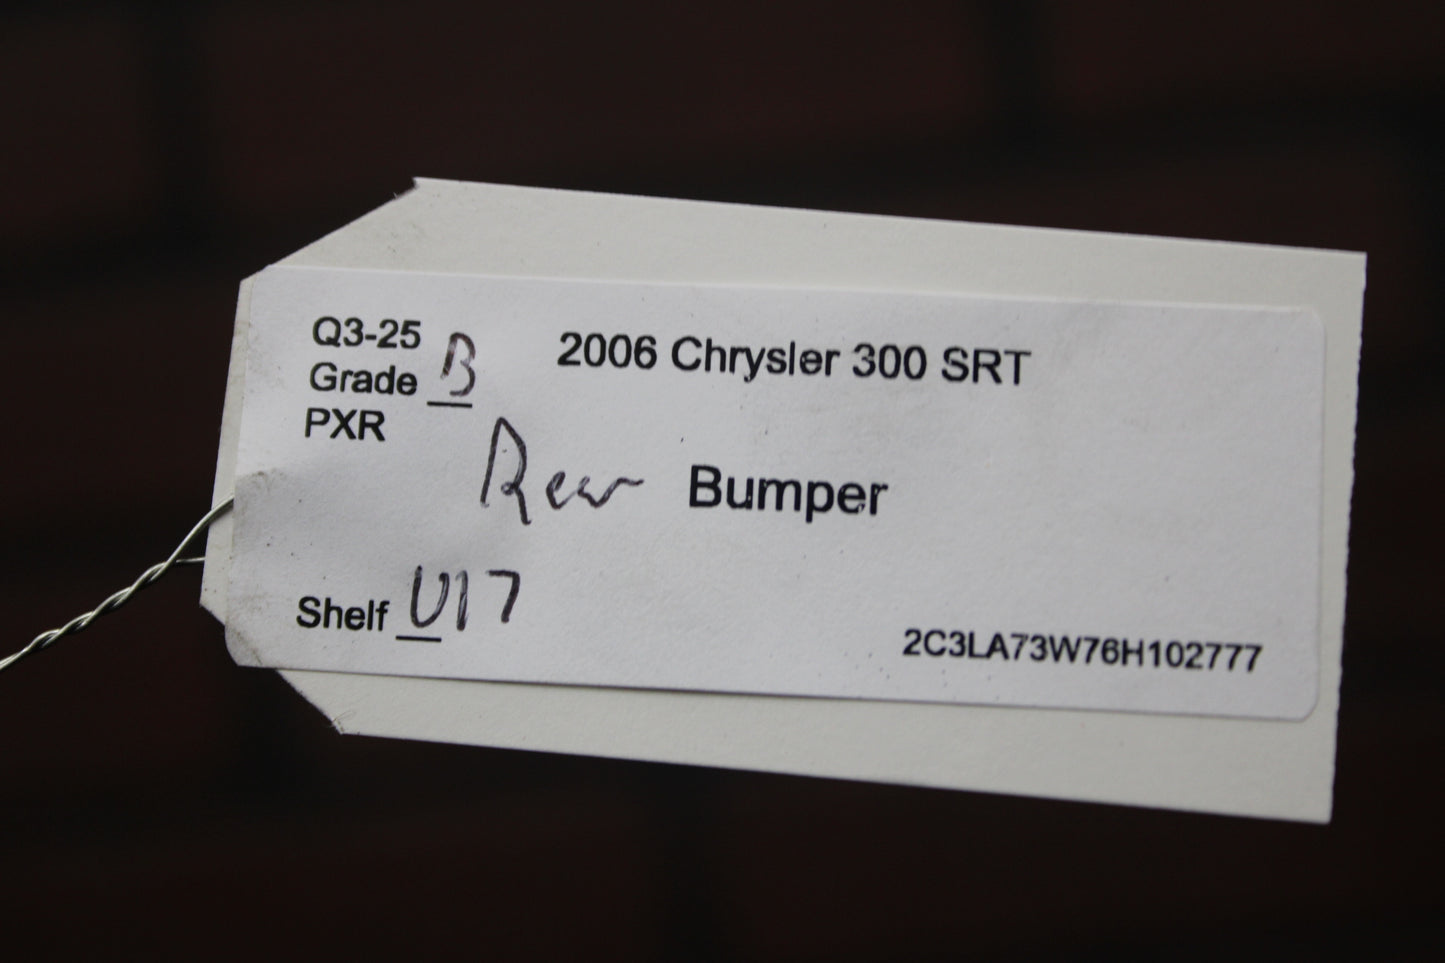 Q3-25
Grade B
PXR
2006 Chrysler 300 SRT
Rear Bumper
Shelf U17
2C3LA73W76H102777